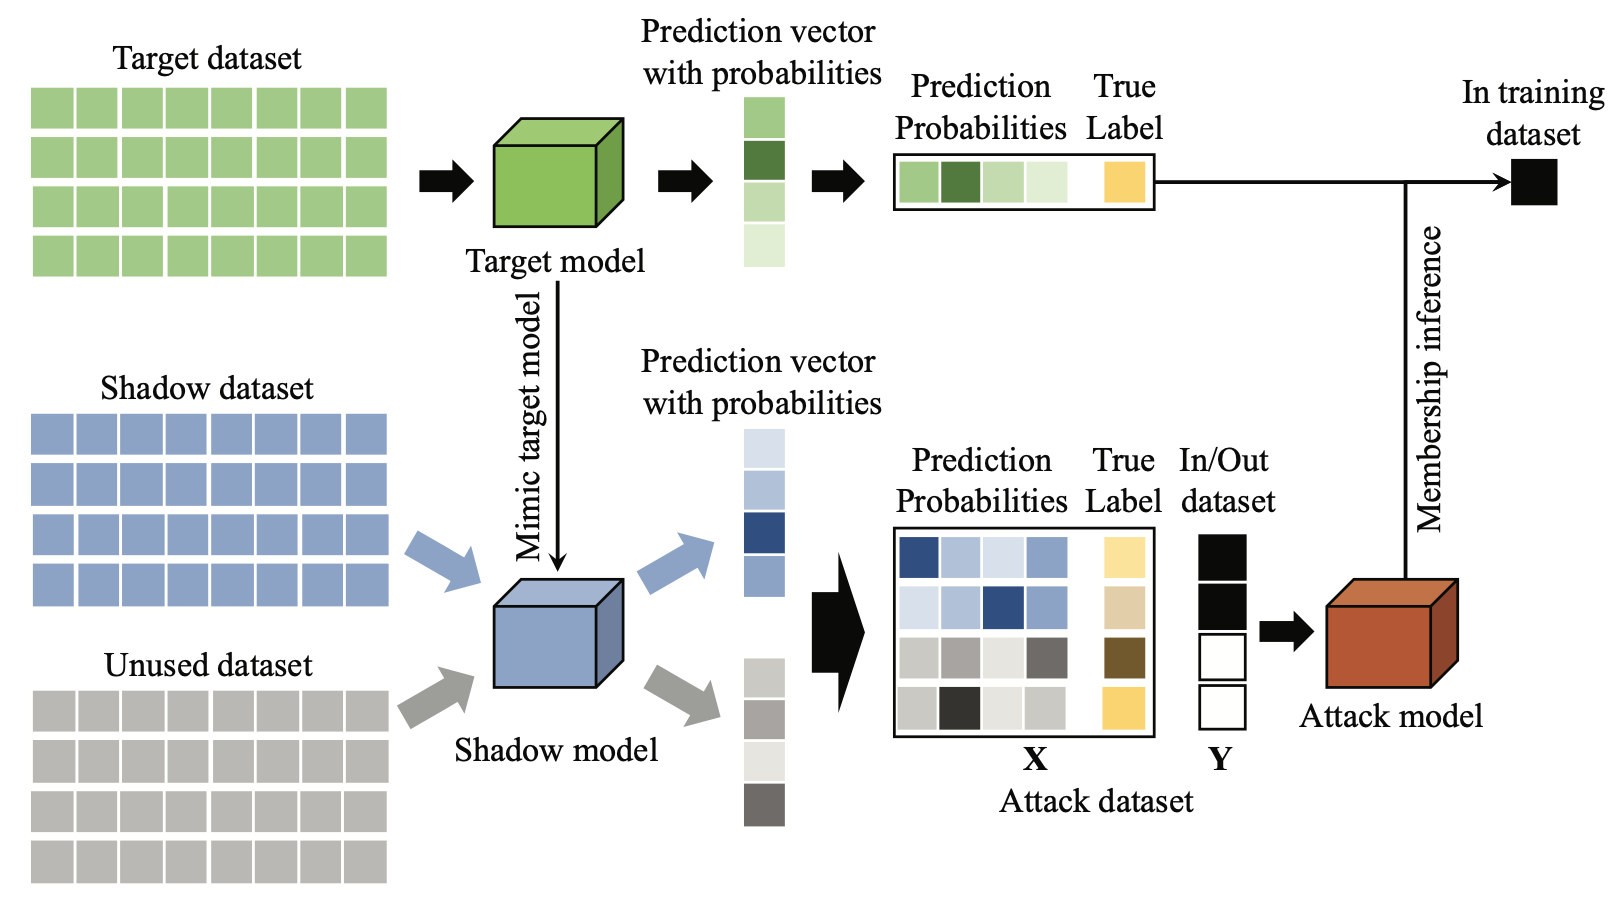 Target dataset
Prediction vector
with probabilities
Prediction
Probabilities
True
Label
In training
dataset
Target model
Mimic target model
Membership inference
Shadow dataset
Prediction vector
with probabilities
Prediction
Probabilities
True
Label
In/Out
dataset
Unused dataset
Shadow model
Attack model
X
Y
Attack dataset